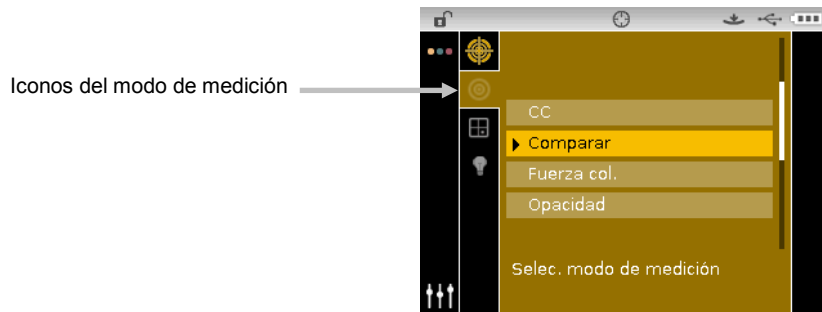 Iconos del modo de medición
CC
Comparar
Fuerza col.
Opacidad
Selec. modo de medición